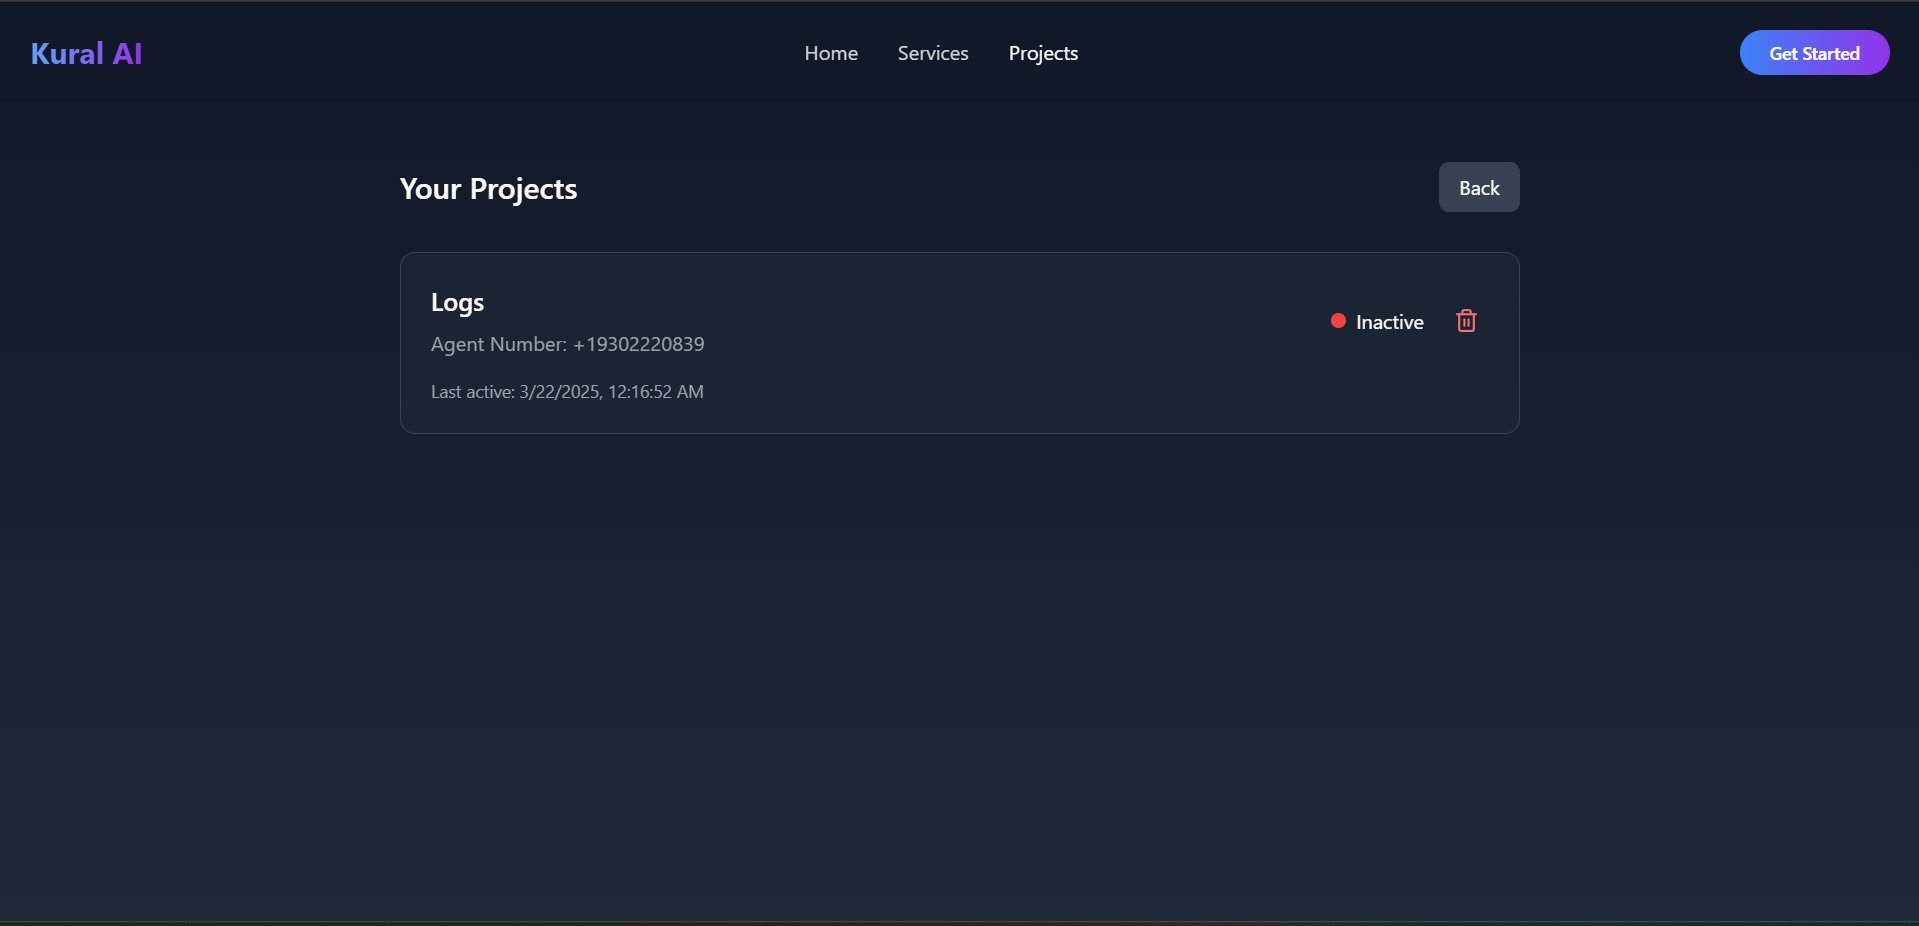 Kural AI
Home Services Projects
Get Started
Your Projects
Back
Logs
Inactive
Agent Number: +19302220839
Last active: 3/22/2025, 12:16:52 AM